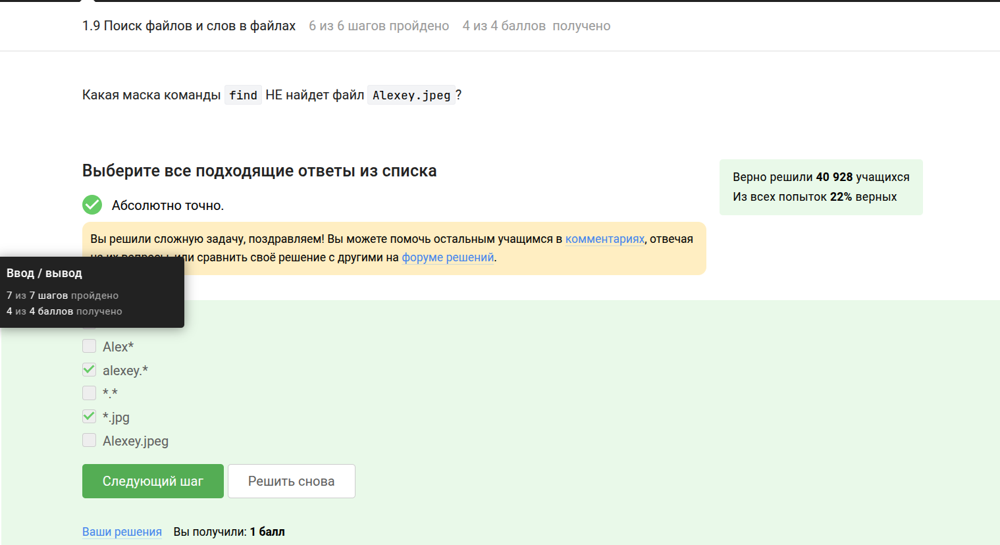 1.9 Поиск файлов и слов в файлах 6 из 6 шагов пройдено 4 из 4 баллов получено
Какая маска команды find НЕ найдет файл Alexey.jpeg?
Выберите все подходящие ответы из списка
Верно решили 40 928 учащихся
Из всех попыток 22% верных
Абсолютно точно.
Вы решили сложную задачу, поздравляем! Вы можете помочь остальным учащимся в комментариях, отвечая
на их вопросы, или сравнить своё решение с другими на форуме решений.
Ввод / вывод
7 из 7 шагов пройдено
4 из 4 баллов получено
Alex*
alexey.*
*.*
*.jpg
Alexey.jpeg
Следующий шаг
Решить снова
Ваши решения Вы получили: 1 балл